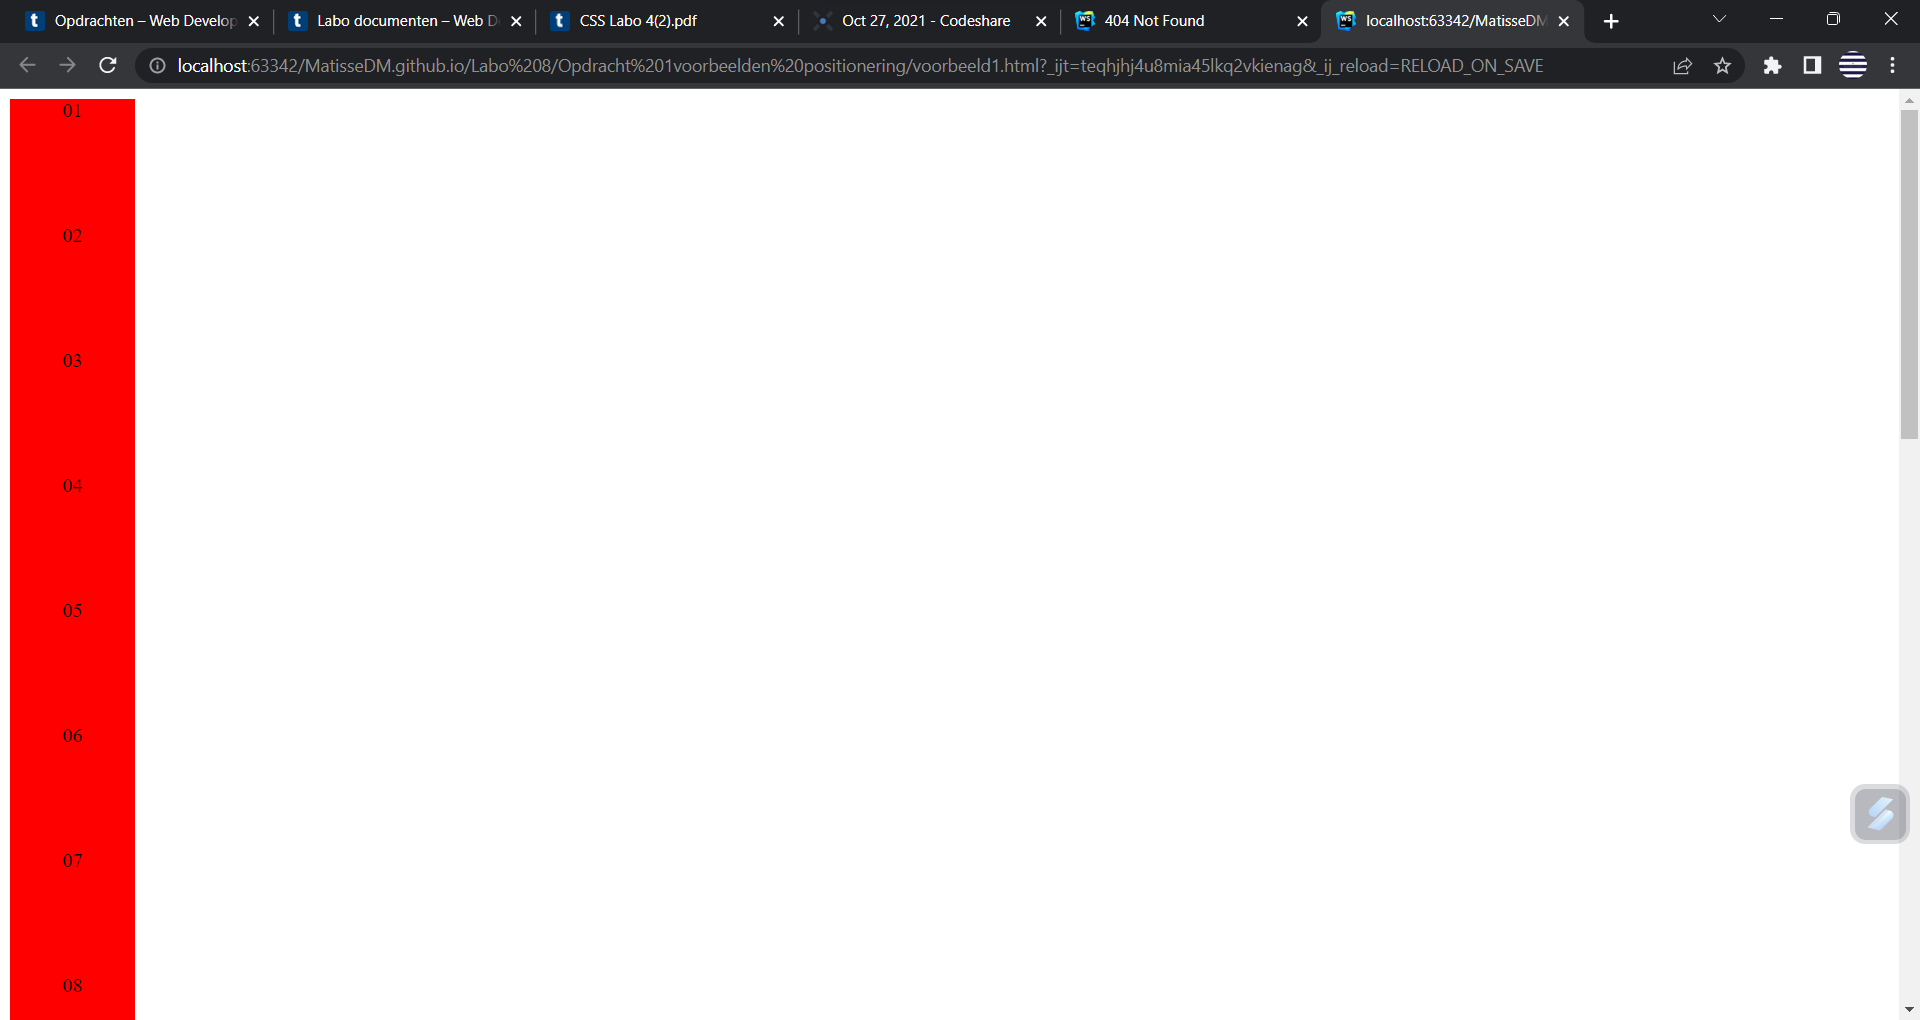 Opdrachten – Web Develop
Labo documenten – Web D
CSS Labo 4(2).pdf
Oct 27, 2021 - Codeshare
404 Not Found
localhost:63342/MatisseDM
localhost:63342/MatisseDM.github.io/Labo%208/Opdracht%201voorbeelden%20positionering/voorbeeld1.html?_ijt=teqhjhj4u8mia45lkq2vkienag&_ij_reload=RELOAD_ON_SAVE
01
02
03
04
05
06
07
08